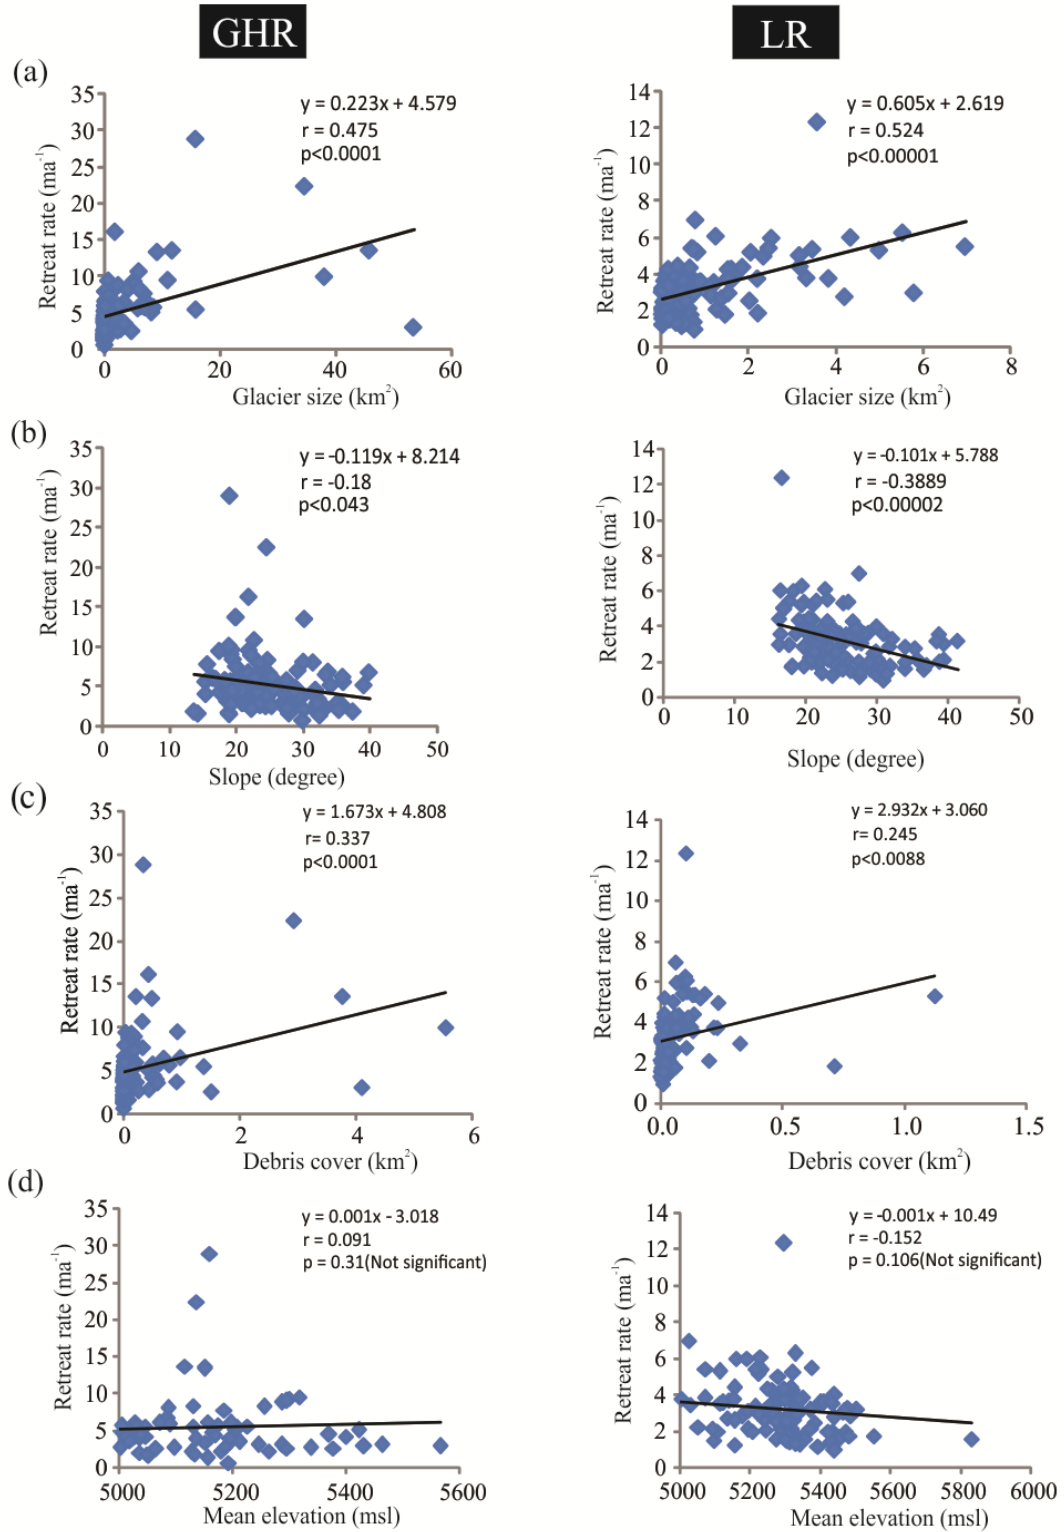 GHR
LR
(a)
y = 0.223x + 4.579
r = 0.475
p<0.0001
Retreat rate (ma⁻¹)
35
30
25
20
15
10
5
0
0 20 40 60
Glacier size (km²)
y = 0.605x + 2.619
r = 0.524
p<0.00001
Retreat rate (ma⁻¹)
14
12
10
8
6
4
2
0
0 2 4 6 8
Glacier size (km²)
(b)
y = -0.119x + 8.214
r = -0.18
p<0.043
Retreat rate (ma⁻¹)
35
30
25
20
15
10
5
0
0 10 20 30 40 50
Slope (degree)
y = -0.101x + 5.788
r = -0.3889
p<0.00002
Retreat rate (ma⁻¹)
14
12
10
8
6
4
2
0
0 10 20 30 40 50
Slope (degree)
(c)
y = 1.673x + 4.808
r= 0.337
p<0.0001
Retreat rate (ma⁻¹)
35
30
25
20
15
10
5
0
0 2 4 6
Debris cover (km²)
y = 2.932x + 3.060
r= 0.245
p<0.0088
Retreat rate (ma⁻¹)
14
12
10
8
6
4
2
0
0.0 0.5 1.0 1.5
Debris cover (km²)
(d)
y = 0.001x - 3.018
r = 0.091
p = 0.31(Not significant)
Retreat rate (ma⁻¹)
35
30
25
20
15
10
5
0
5000 5200 5400 5600
Mean elevation (msl)
y = -0.001x + 10.49
r = -0.152
p = 0.106(Not significant)
Retreat rate (ma⁻¹)
14
12
10
8
6
4
2
0
5000 5200 5400 5600 5800 6000
Mean elevation (msl)